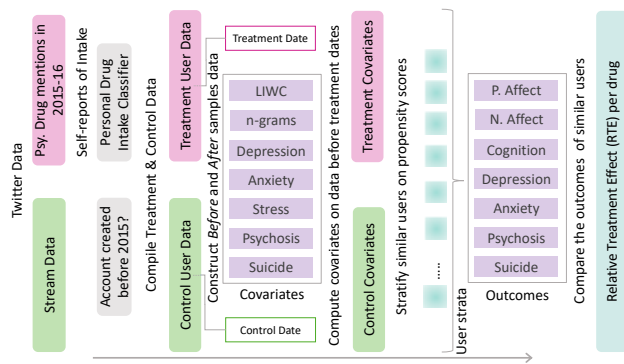 Twitter Data
Psy. Drug mentions in
2015-16
Stream Data
Self-reports of Intake
Personal Drug
Intake Classifier
Account created
before 2015?
Compile Treatment & Control Data
Treatment User Data
Control User Data
Treatment Date
Construct Before and After samples data
LIWC
n-grams
Depression
Anxiety
Stress
Psychosis
Suicide
Covariates
Control Date
Compute covariates on data before treatment dates
Treatment Covariates
Control Covariates
Stratify similar users on propensity scores
......
User strata
P. Affect
N. Affect
Cognition
Depression
Anxiety
Psychosis
Suicide
Outcomes
Compare the outcomes of similar users
Relative Treatment Effect (RTE) per drug